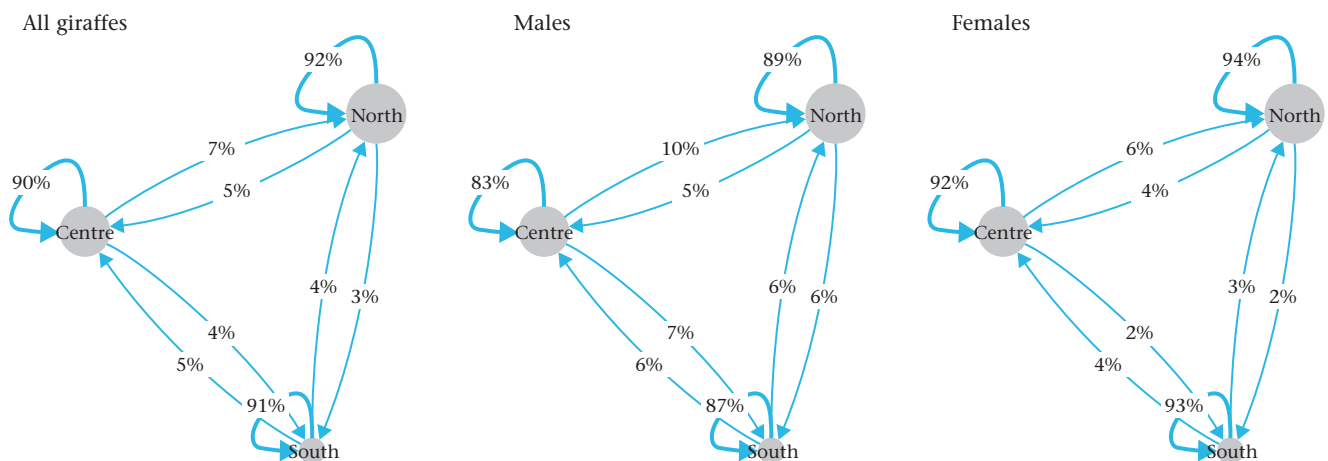 All giraffes
92%
North
7%
90%
5%
Centre
4%
3%
4%
5%
91%
South
Males
89%
North
10%
83%
5%
Centre
6%
6%
7%
6%
87%
South
Females
94%
North
6%
92%
4%
Centre
3%
2%
2%
4%
93%
South